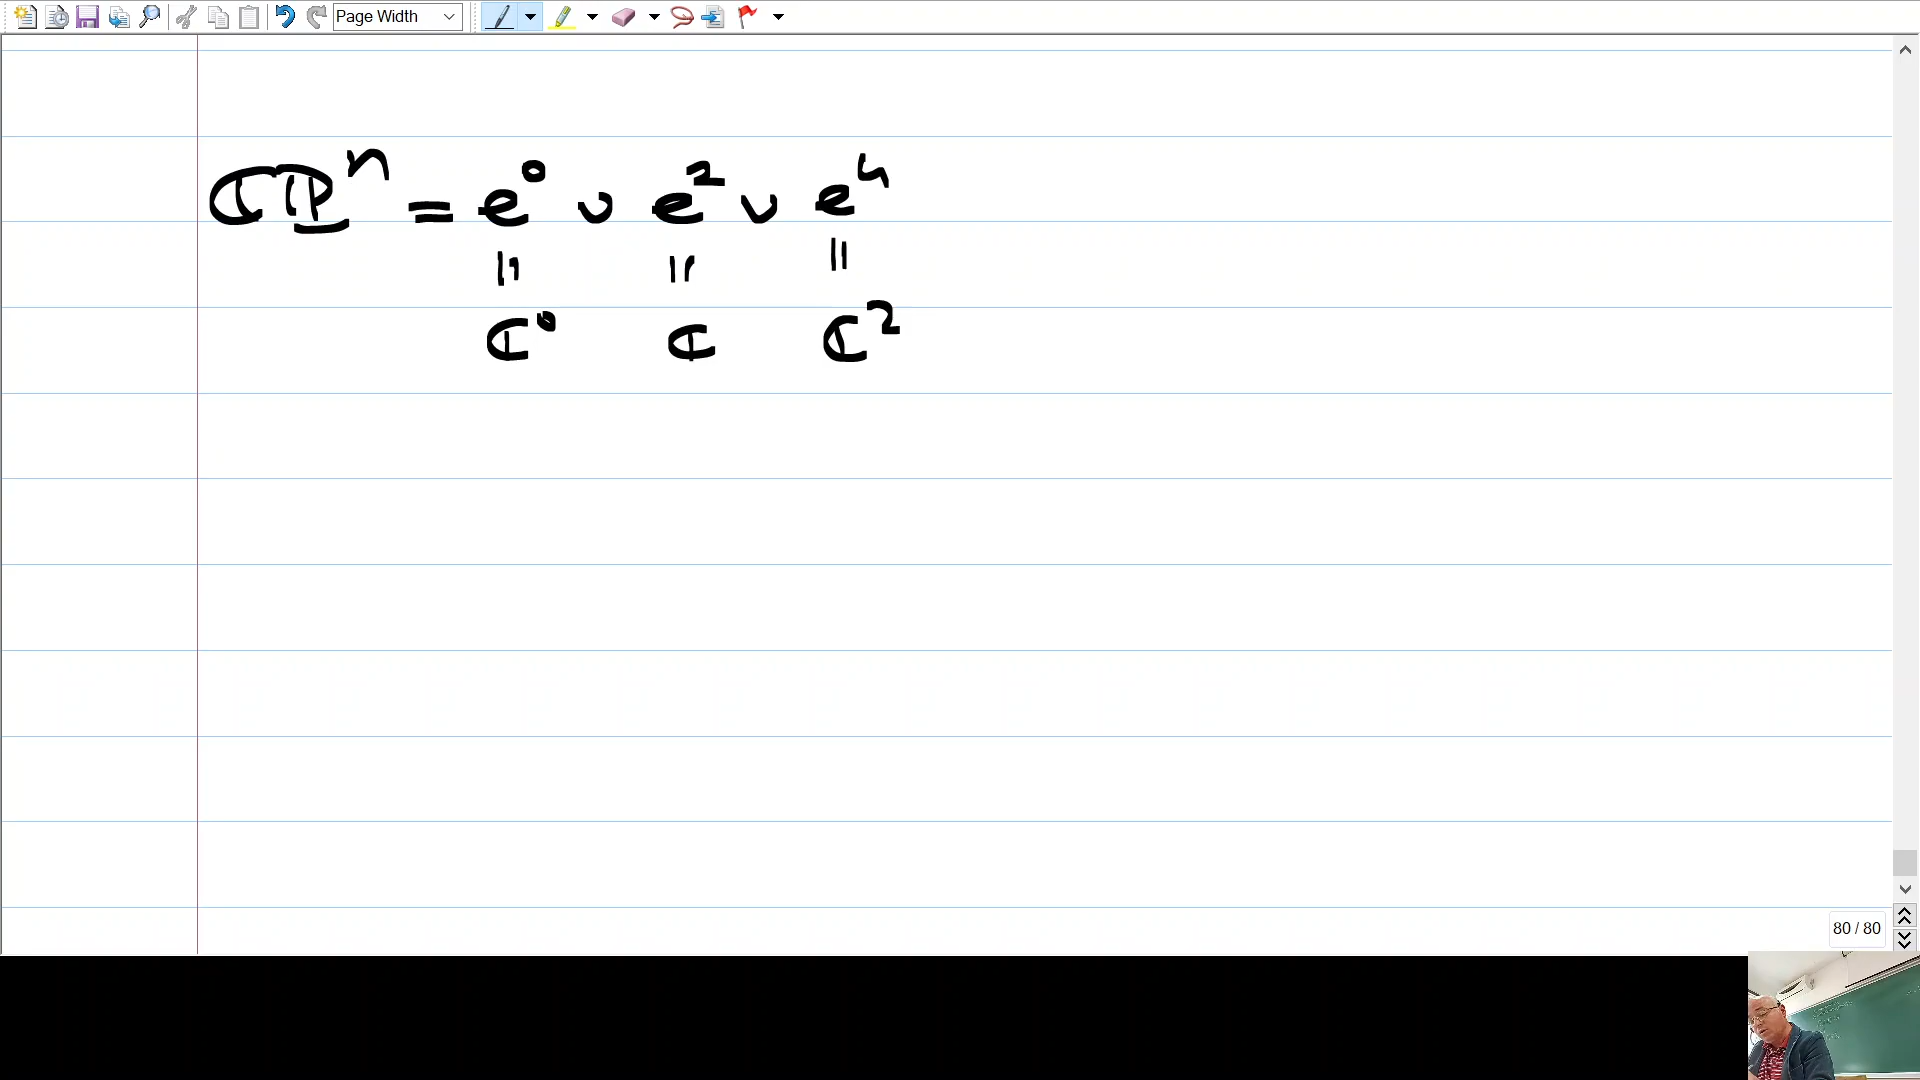 Page Width
ℂℙⁿ = e⁰ ∪ e² ∪ e⁴
॥ ॥ ॥
ℂ⁰ ℂ ℂ²
80 / 80